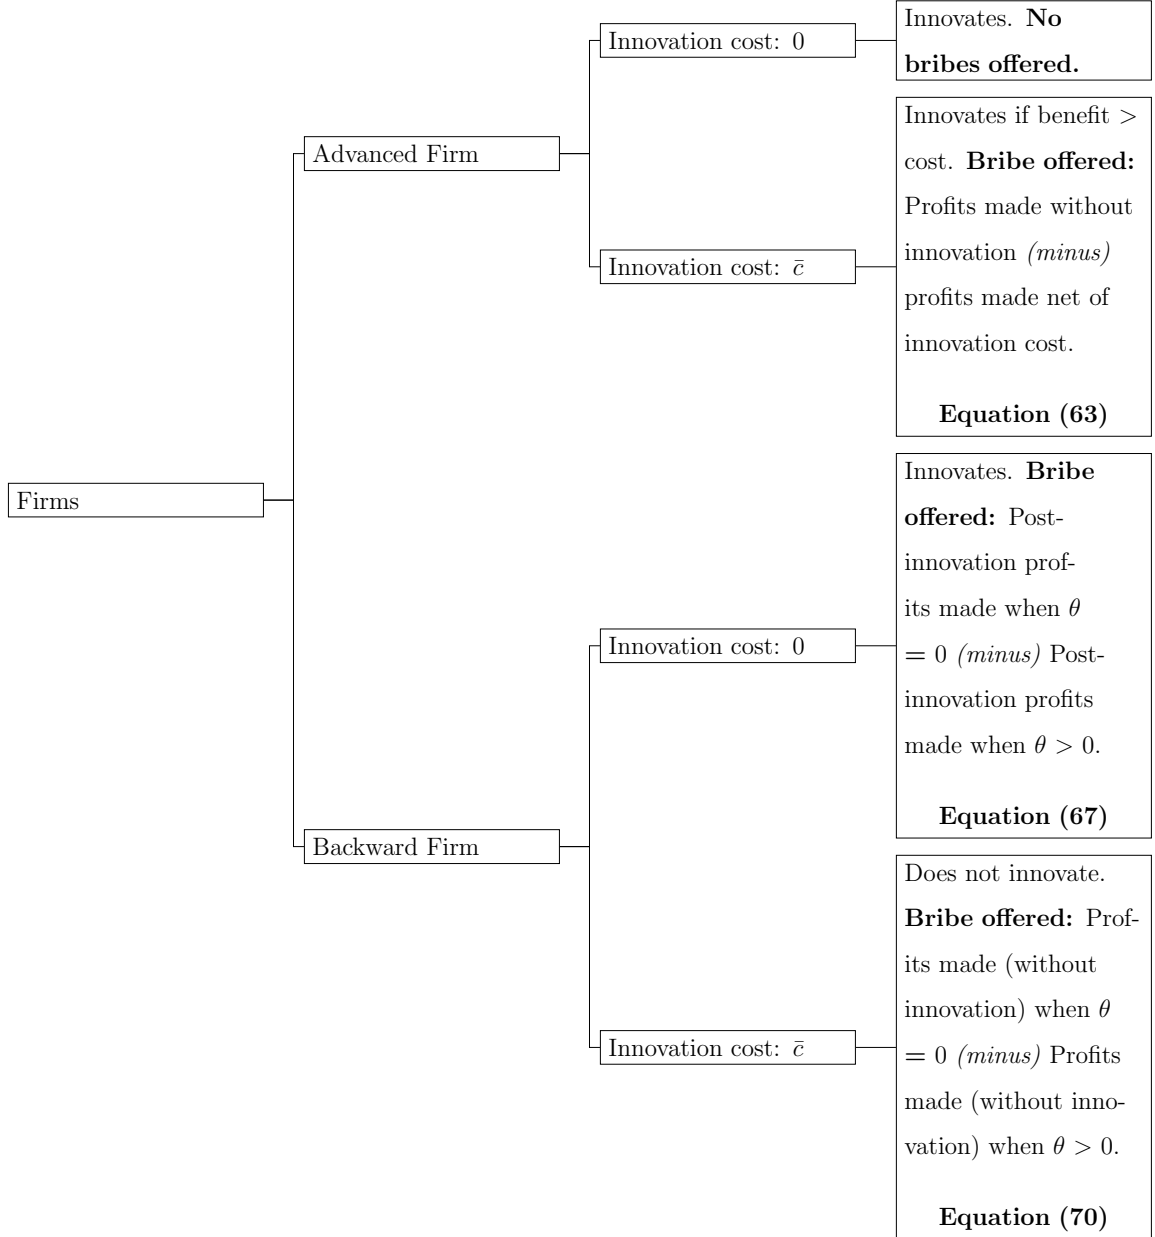 Firms
Advanced Firm
Innovation cost: 0
Innovates. No
bribes offered.
Innovation cost: c̄
Innovates if benefit >
cost. Bribe offered:
Profits made without
innovation (minus)
profits made net of
innovation cost.
Equation (63)
Backward Firm
Innovation cost: 0
Innovates. Bribe
offered: Post-
innovation prof-
its made when θ
= 0 (minus) Post-
innovation profits
made when θ > 0.
Equation (67)
Innovation cost: c̄
Does not innovate.
Bribe offered: Prof-
its made (without
innovation) when θ
= 0 (minus) Profits
made (without inno-
vation) when θ > 0.
Equation (70)